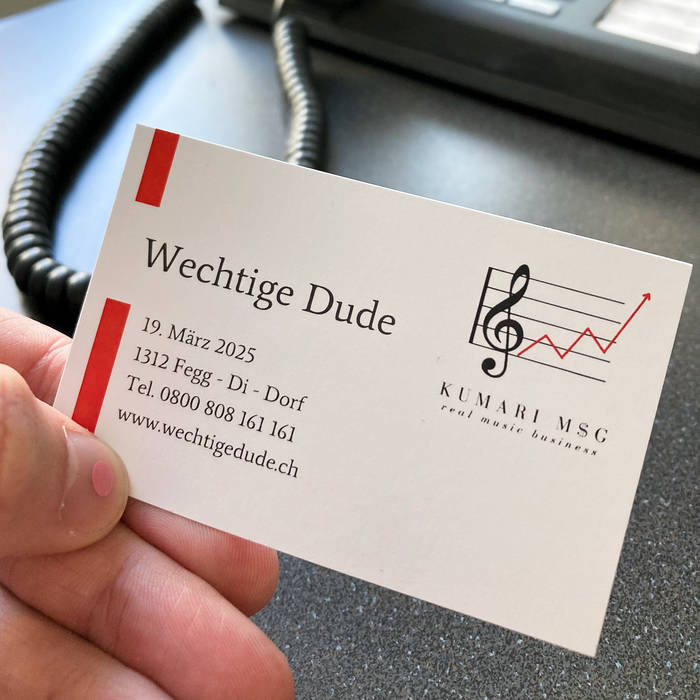 Wechtige Dude
19. März 2025
1312 Fegg - Di - Dorf
Tel. 0800 808 161 161
www.wechtigedude.ch
KUMARI M$G
real music business